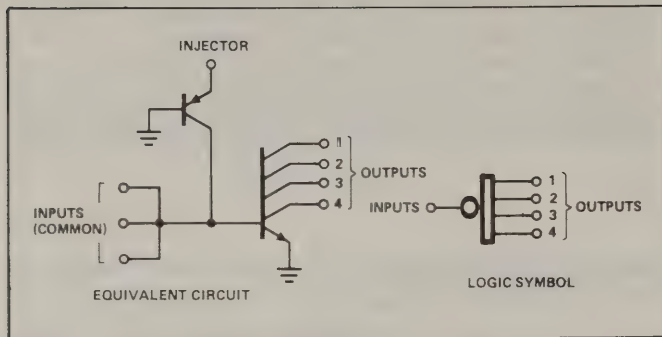 INJECTOR
1
2
3
4
OUTPUTS
INPUTS
(COMMON)
EQUIVALENT CIRCUIT
INPUTS
1
2
3
4
OUTPUTS
LOGIC SYMBOL